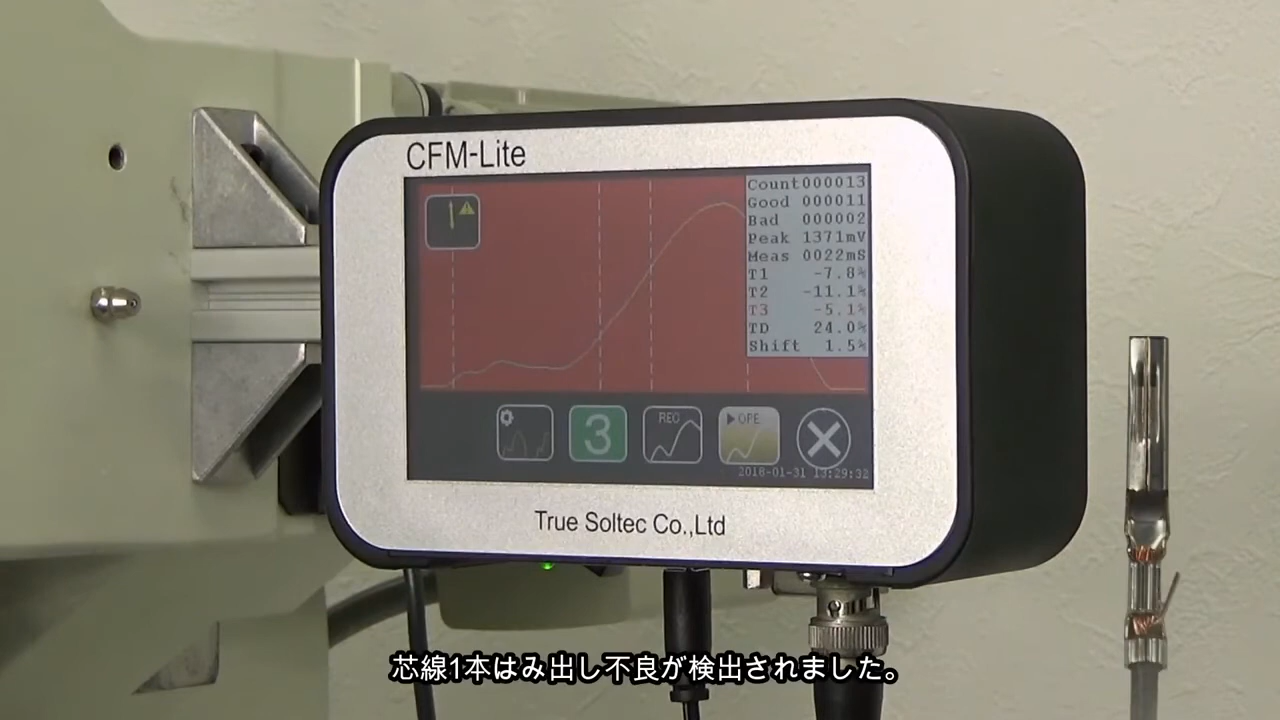 CFM-Lite
Count000013
Good 000011
Bad 000002
Peak 1371mV
Meas 0022mS
T1 -7.8%
T2 -11.1%
T3 -5.1%
TD 24.0%
Shift 1.5%
3
REC
OPE
2018-01-31 13:29:32
True Soltec Co.,Ltd
芯線1本はみ出し不良が検出されました。